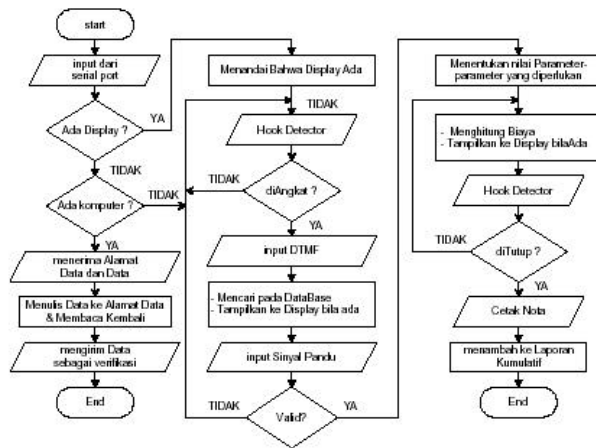 start
input dari
serial port
Ada Display ?
YA
TIDAK
Ada komputer ?
TIDAK
YA
menerima Alamat
Data dan Data
Menulis Data ke Alamat Data
& Membaca Kembali
mengirim Data
sebagai verifikasi
End
Menandai Bahwa Display Ada
TIDAK
Hook Detector
TIDAK
diAngkat ?
YA
input DTMF
- Mencari pada DataBase
- Tampilkan ke Display bila ada
input Sinyal Pandu
TIDAK
Valid?
YA
Menentukan nilai Parameter-
parameter yang diperlukan
- Menghitung Biaya
- Tampilkan ke Display bilaAda
Hook Detector
TIDAK
diTutup ?
YA
Cetak Nota
menambah ke Laporan
Kumulatif
End